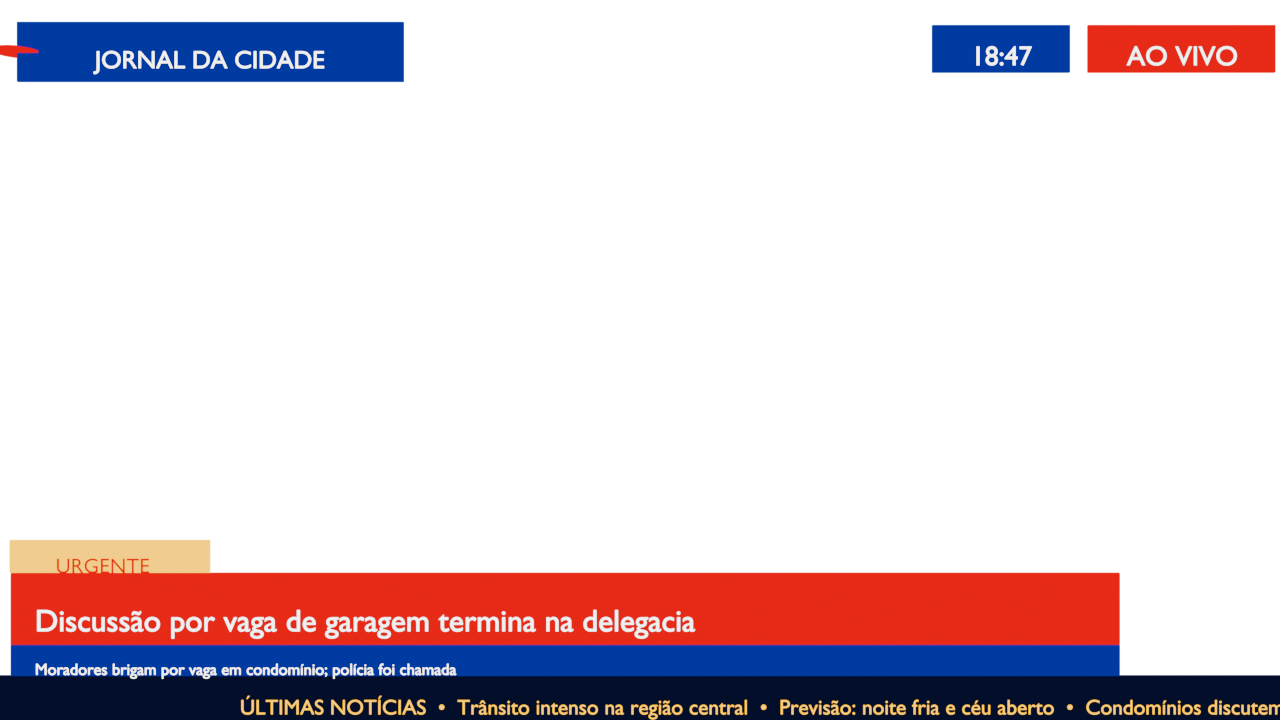 JORNAL DA CIDADE
18:47
AO VIVO
URGENTE
Discussão por vaga de garagem termina na delegacia
Moradores brigam por vaga em condomínio; polícia foi chamada
ÚLTIMAS NOTÍCIAS • Trânsito intenso na região central • Previsão: noite fria e céu aberto • Condomínios discutem